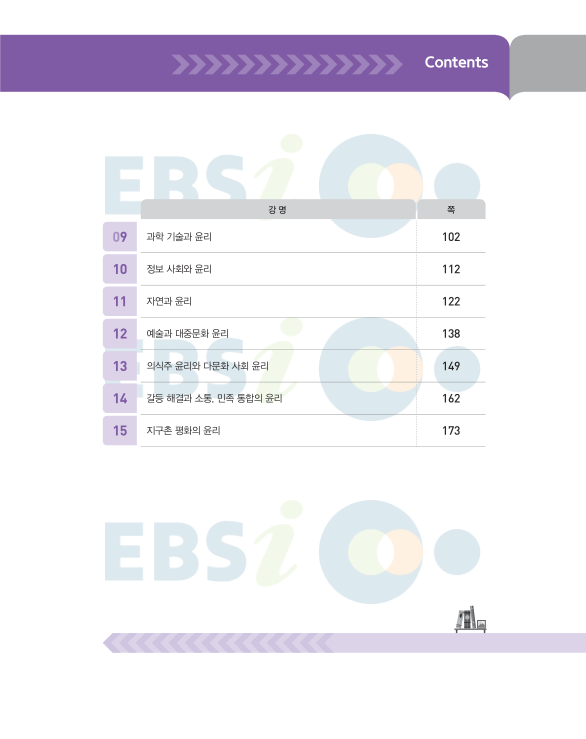 Contents
강 명 쪽
09 과학 기술과 윤리 102
10 정보 사회와 윤리 112
11 자연과 윤리 122
12 예술과 대중문화 윤리 138
13 의식주 윤리와 다문화 사회 윤리 149
14 갈등 해결과 소통, 민족 통합의 윤리 162
15 지구촌 평화의 윤리 173
EBSi
EBSi
EBSi